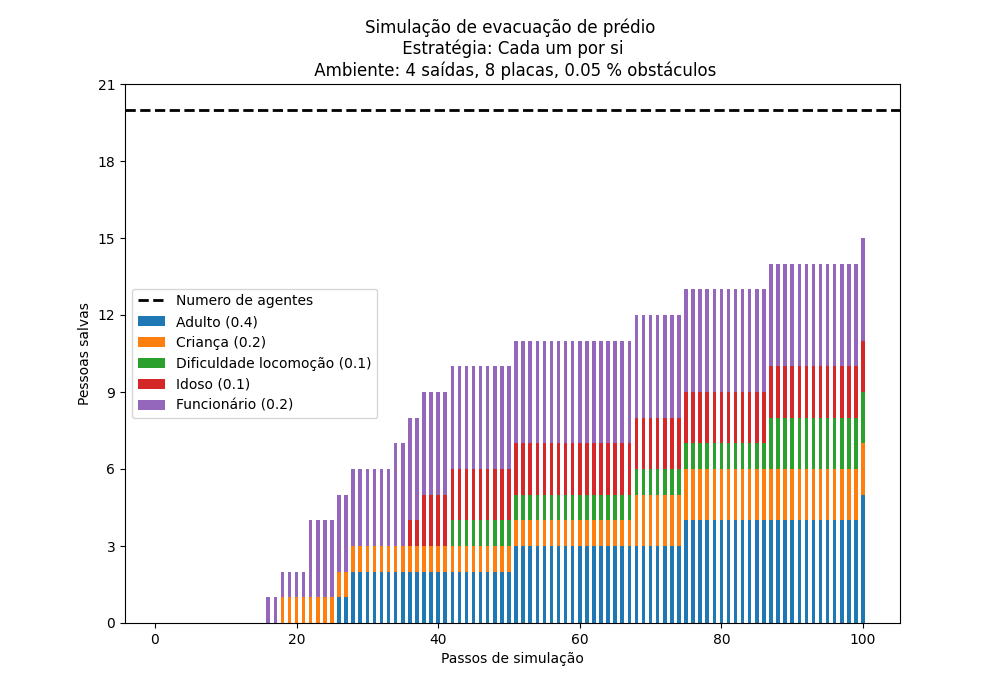 Simulação de evacuação de prédio
Estratégia: Cada um por si
Ambiente: 4 saídas, 8 placas, 0.05 % obstáculos
Pessoas salvas
21
18
15
12
9
6
3
0
Numero de agentes
Adulto (0.4)
Criança (0.2)
Dificuldade locomoção (0.1)
Idoso (0.1)
Funcionário (0.2)
0 20 40 60 80 100
Passos de simulação